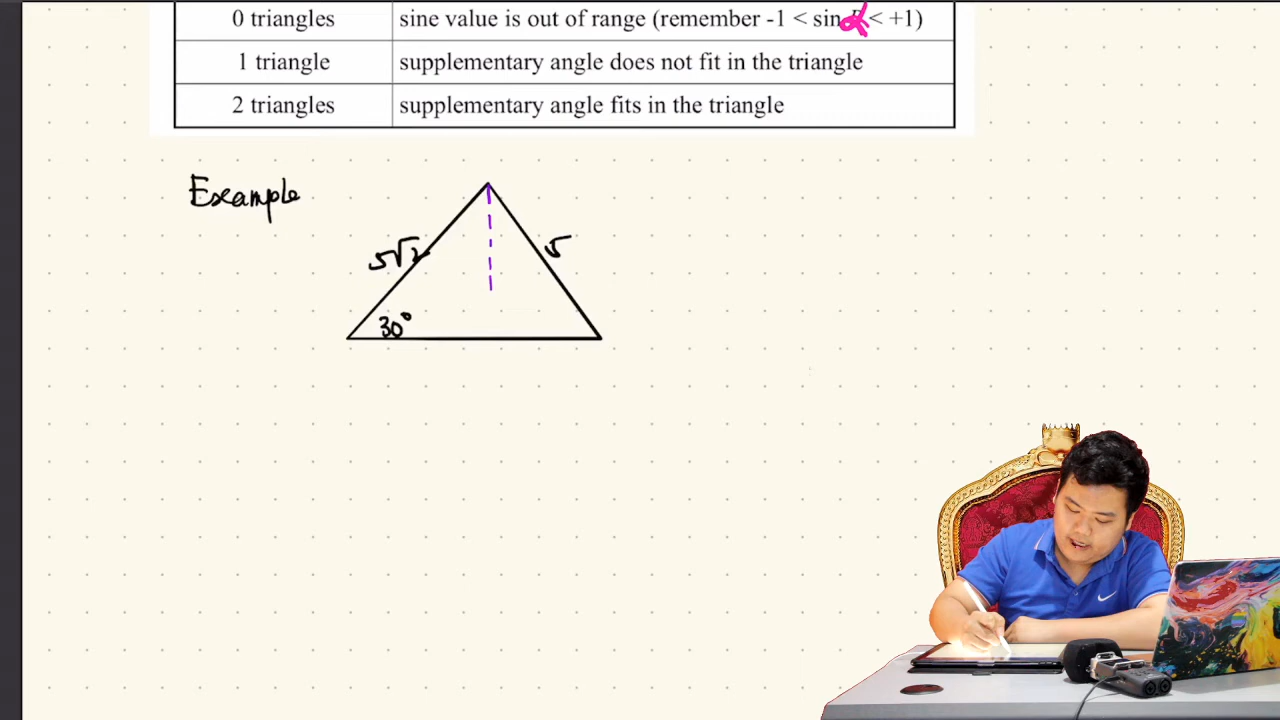 0 triangles sine value is out of range (remember -1 < sin α < +1)
1 triangle supplementary angle does not fit in the triangle
2 triangles supplementary angle fits in the triangle
Example
5√2 5
30°